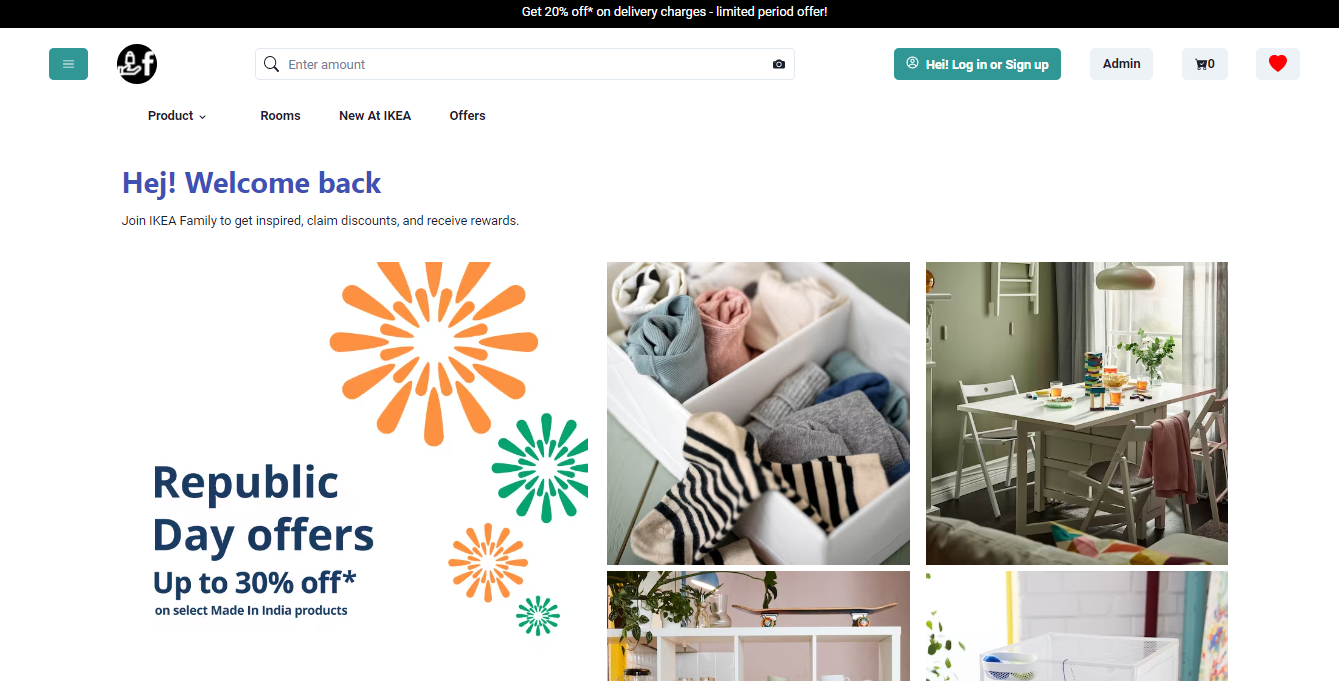 Get 20% off* on delivery charges - limited period offer!
f
Enter amount
Hei! Log in or Sign up
Admin
0
Product
Rooms
New At IKEA
Offers
Hej! Welcome back
Join IKEA Family to get inspired, claim discounts, and receive rewards.
Republic
Day offers
Up to 30% off*
on select Made In India products